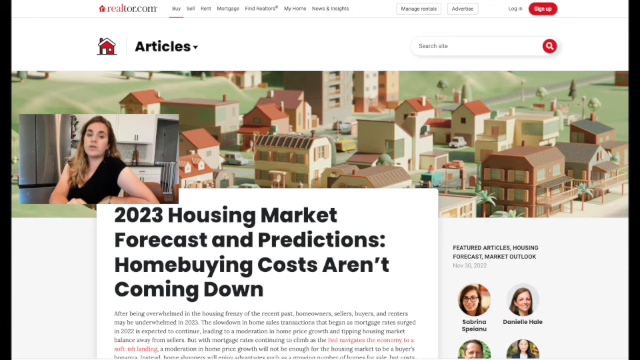 realtor.com®
Buy Sell Rent Mortgage Find Realtors® My Home News & Insights
Manage rentals Advertise Log in Sign up
Articles
Search site
2023 Housing Market
Forecast and Predictions:
Homebuying Costs Aren't
Coming Down
FEATURED ARTICLES, HOUSING
FORECAST, MARKET OUTLOOK
Nov 30, 2022
Sabrina
Speianu
Danielle Hale
After being overwhelmed in the housing frenzy of the recent past, homeowners, sellers, buyers, and renters
may be underwhelmed in 2023. The slowdown in home sales transactions that began as mortgage rates surged
in 2022 is expected to continue, leading to a moderation in home price growth and tipping housing market
balance away from sellers. But with mortgage rates continuing to climb as the Fed navigates the economy to a
soft-ish landing, a moderation in home price growth will not be enough for the housing market to be a buyer's